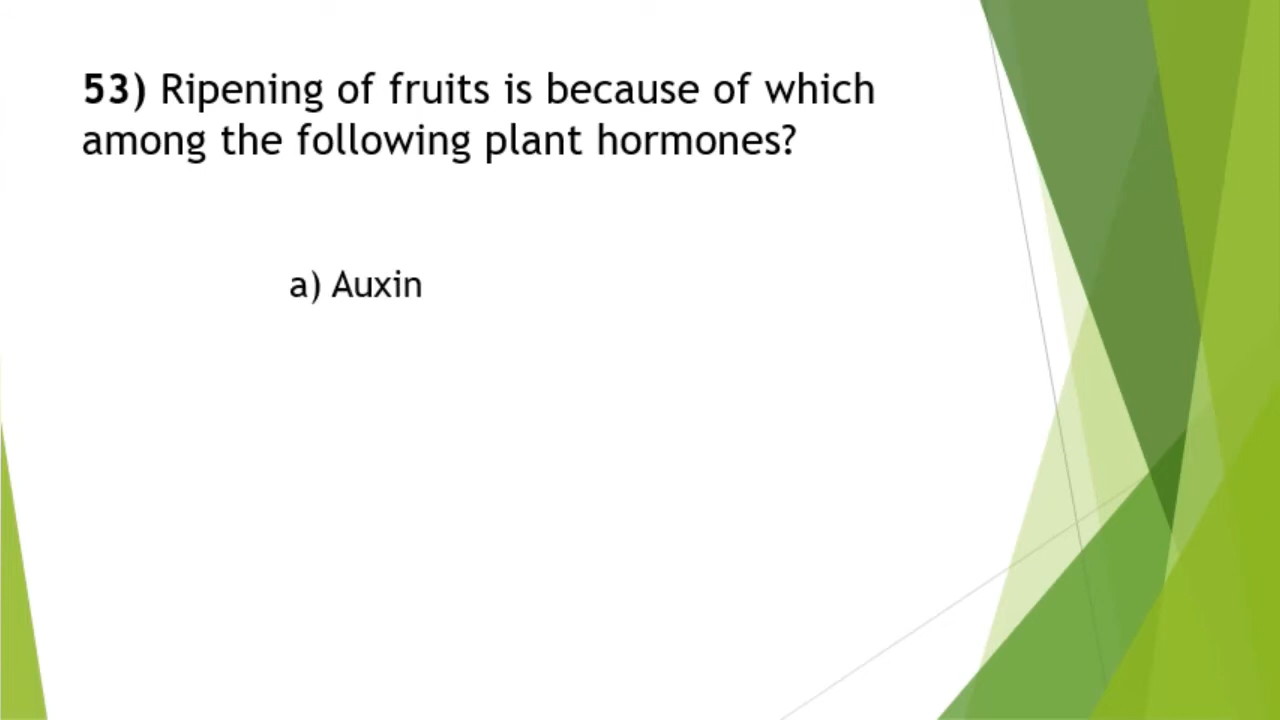 53) Ripening of fruits is because of which
among the following plant hormones?
a) Auxin